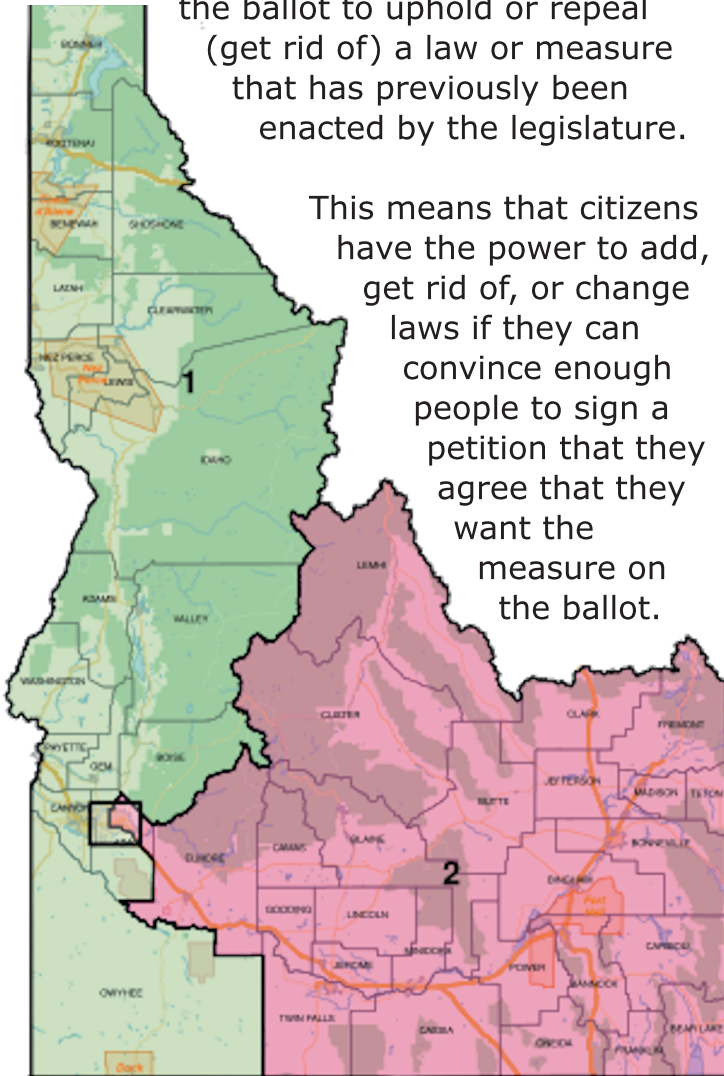 the ballot to uphold or repeal
(get rid of) a law or measure
that has previously been
enacted by the legislature.
This means that citizens
have the power to add,
get rid of, or change
laws if they can
convince enough
people to sign a
petition that they
agree that they
want the
measure on
the ballot.
BONNER
KOOTENAI
BENEWAH
SHOSHONE
LATAH
CLEARWATER
NEZ PERCE
Nez
LEWIS
1
IDAHO
LEMHI
ADAMS
VALLEY
WASHINGTON
CUSTER
CLARK
FREMONT
PAYETTE
BOISE
GEM
JEFFERSON
MADISON
TETON
BUTTE
CANYON
BLAINE
BONNEVILLE
CAMAS
ELMORE
2
BINGHAM
GOODING
LINCOLN
MINIDOKA
CARIBOU
JEROME
POWER
BANNOCK
OWYHEE
TWIN FALLS
CASSIA
BEAR LAKE
ONEIDA
FRANKLIN